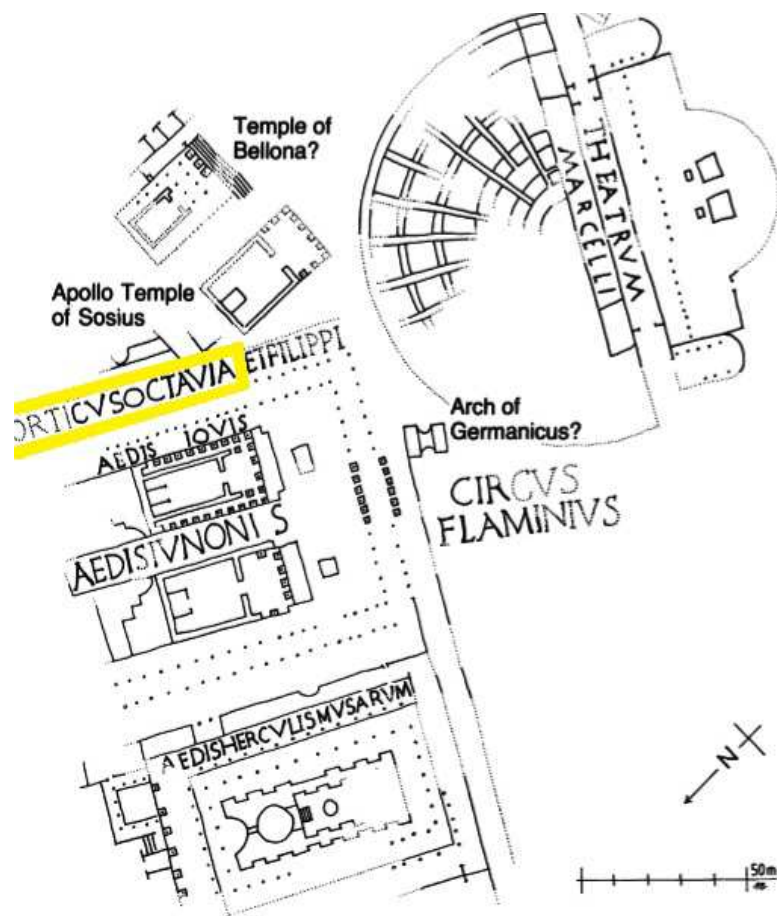 Temple of
Bellona?
THEATRVM
MARCELLI
Apollo Temple
of Sosius
ORTICVSOCTAVIA ETFILIPPI
Arch of
Germanicus?
AEDIS IOVIS
CIRCVS
FLAMINIVS
AEDISIVNONIS
AEDISHERCVLISMVSARVM
N
50m